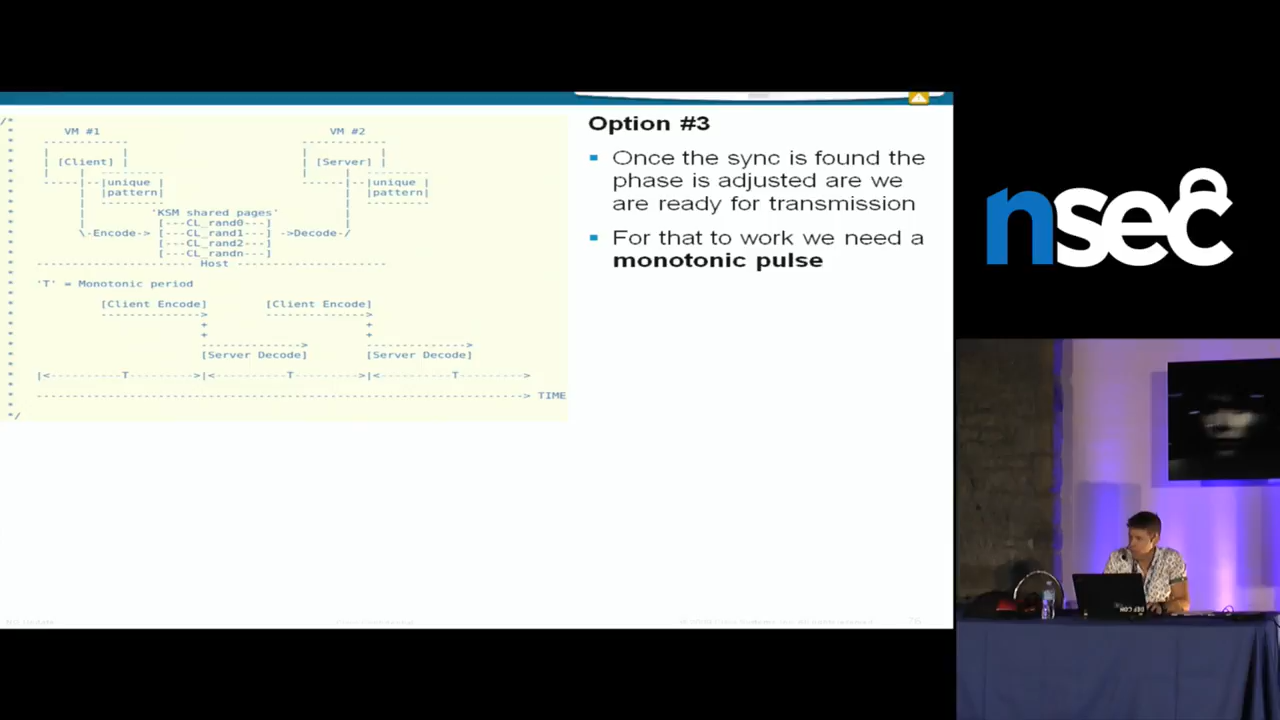 /*
* VM #1 VM #2
* ----------- -----------
* | | | |
* | [Client] | | [Server] |
* | | --------- | | ---------
* -----|--|unique | -----|--|unique |
* | |pattern| | |pattern|
* | --------- | ---------
* | 'KSM shared pages' |
* | [---CL_rand0---] |
* \-Encode-> [---CL_rand1---] ->Decode-/
* [---CL_rand2---]
* [---CL_randn---]
* --------------------- Host --------------------
*
* 'T' = Monotonic period
*
* [Client Encode] [Client Encode]
* ------------> ------------>
* + +
* + +
* ------------> ------------>
* [Server Decode] [Server Decode]
*
* |<--------T-------->|<--------T-------->|<--------T-------->
*
* -----------------------------------------------------> TIME
*/
Option #3
Once the sync is found the
phase is adjusted are we
are ready for transmission
For that to work we need a
monotonic pulse
76
nsec
DEFCON